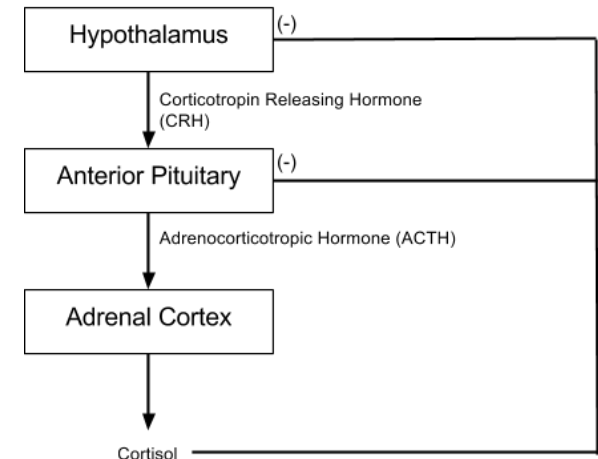 Hypothalamus
(-)
Corticotropin Releasing Hormone
(CRH)
Anterior Pituitary
(-)
Adrenocorticotropic Hormone (ACTH)
Adrenal Cortex
Cortisol